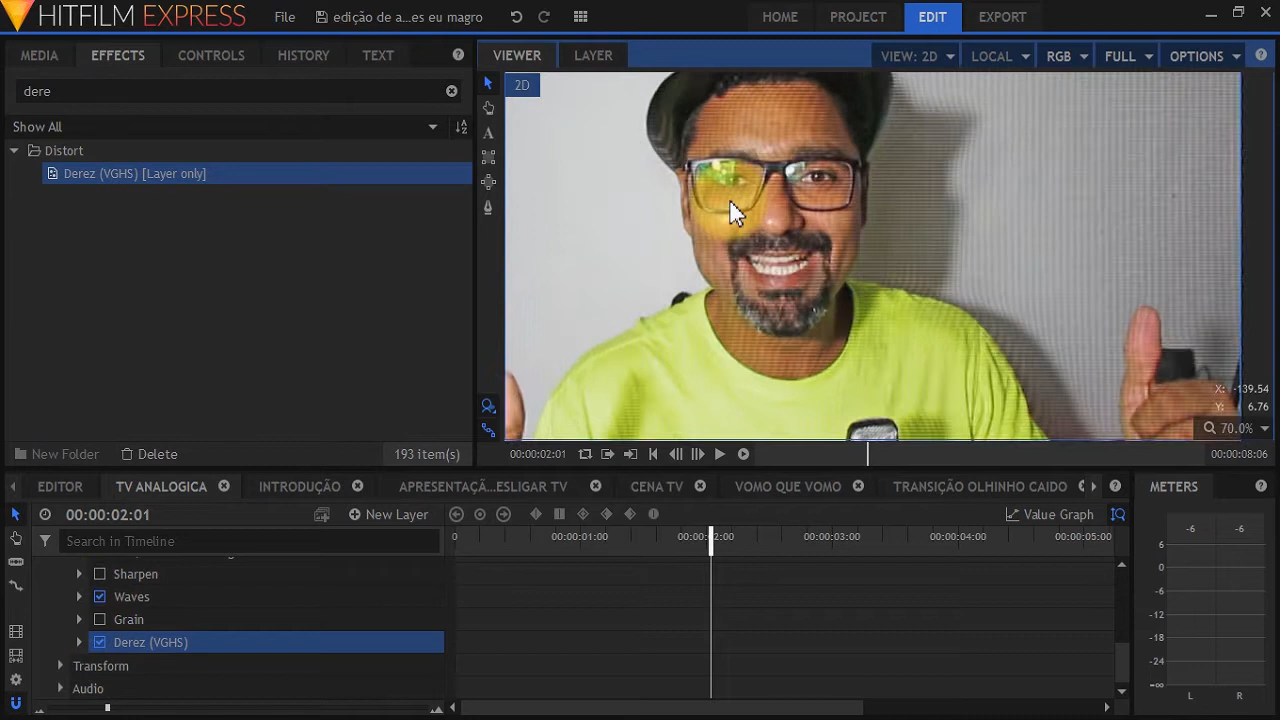 HITFILM EXPRESS File edição de a...es eu magro HOME PROJECT EDIT EXPORT
MEDIA EFFECTS CONTROLS HISTORY TEXT ? VIEWER LAYER VIEW: 2D LOCAL RGB FULL OPTIONS ?
dere
2D
Show All
Distort
Derez (VGHS) [Layer only]
X: -139.54
Y: 6.76
70.0%
New Folder Delete 193 item(s) 00:00:02:01 00:00:08:06
EDITOR TV ANALOGICA INTRODUÇÃO APRESENTAÇÃ...ESLIGAR TV CENA TV VOMO QUE VOMO TRANSIÇÃO OLHINHO CAIDO ? METERS ?
00:00:02:01 New Layer Value Graph
Search in Timeline 0 00:00:01:00 00:00:02:00 00:00:03:00 00:00:04:00 00:00:05:00
Sharpen
Waves
Grain
Derez (VGHS)
Transform
Audio
-6 -6
6
0
-6
-12
-18
-24
-∞
L R